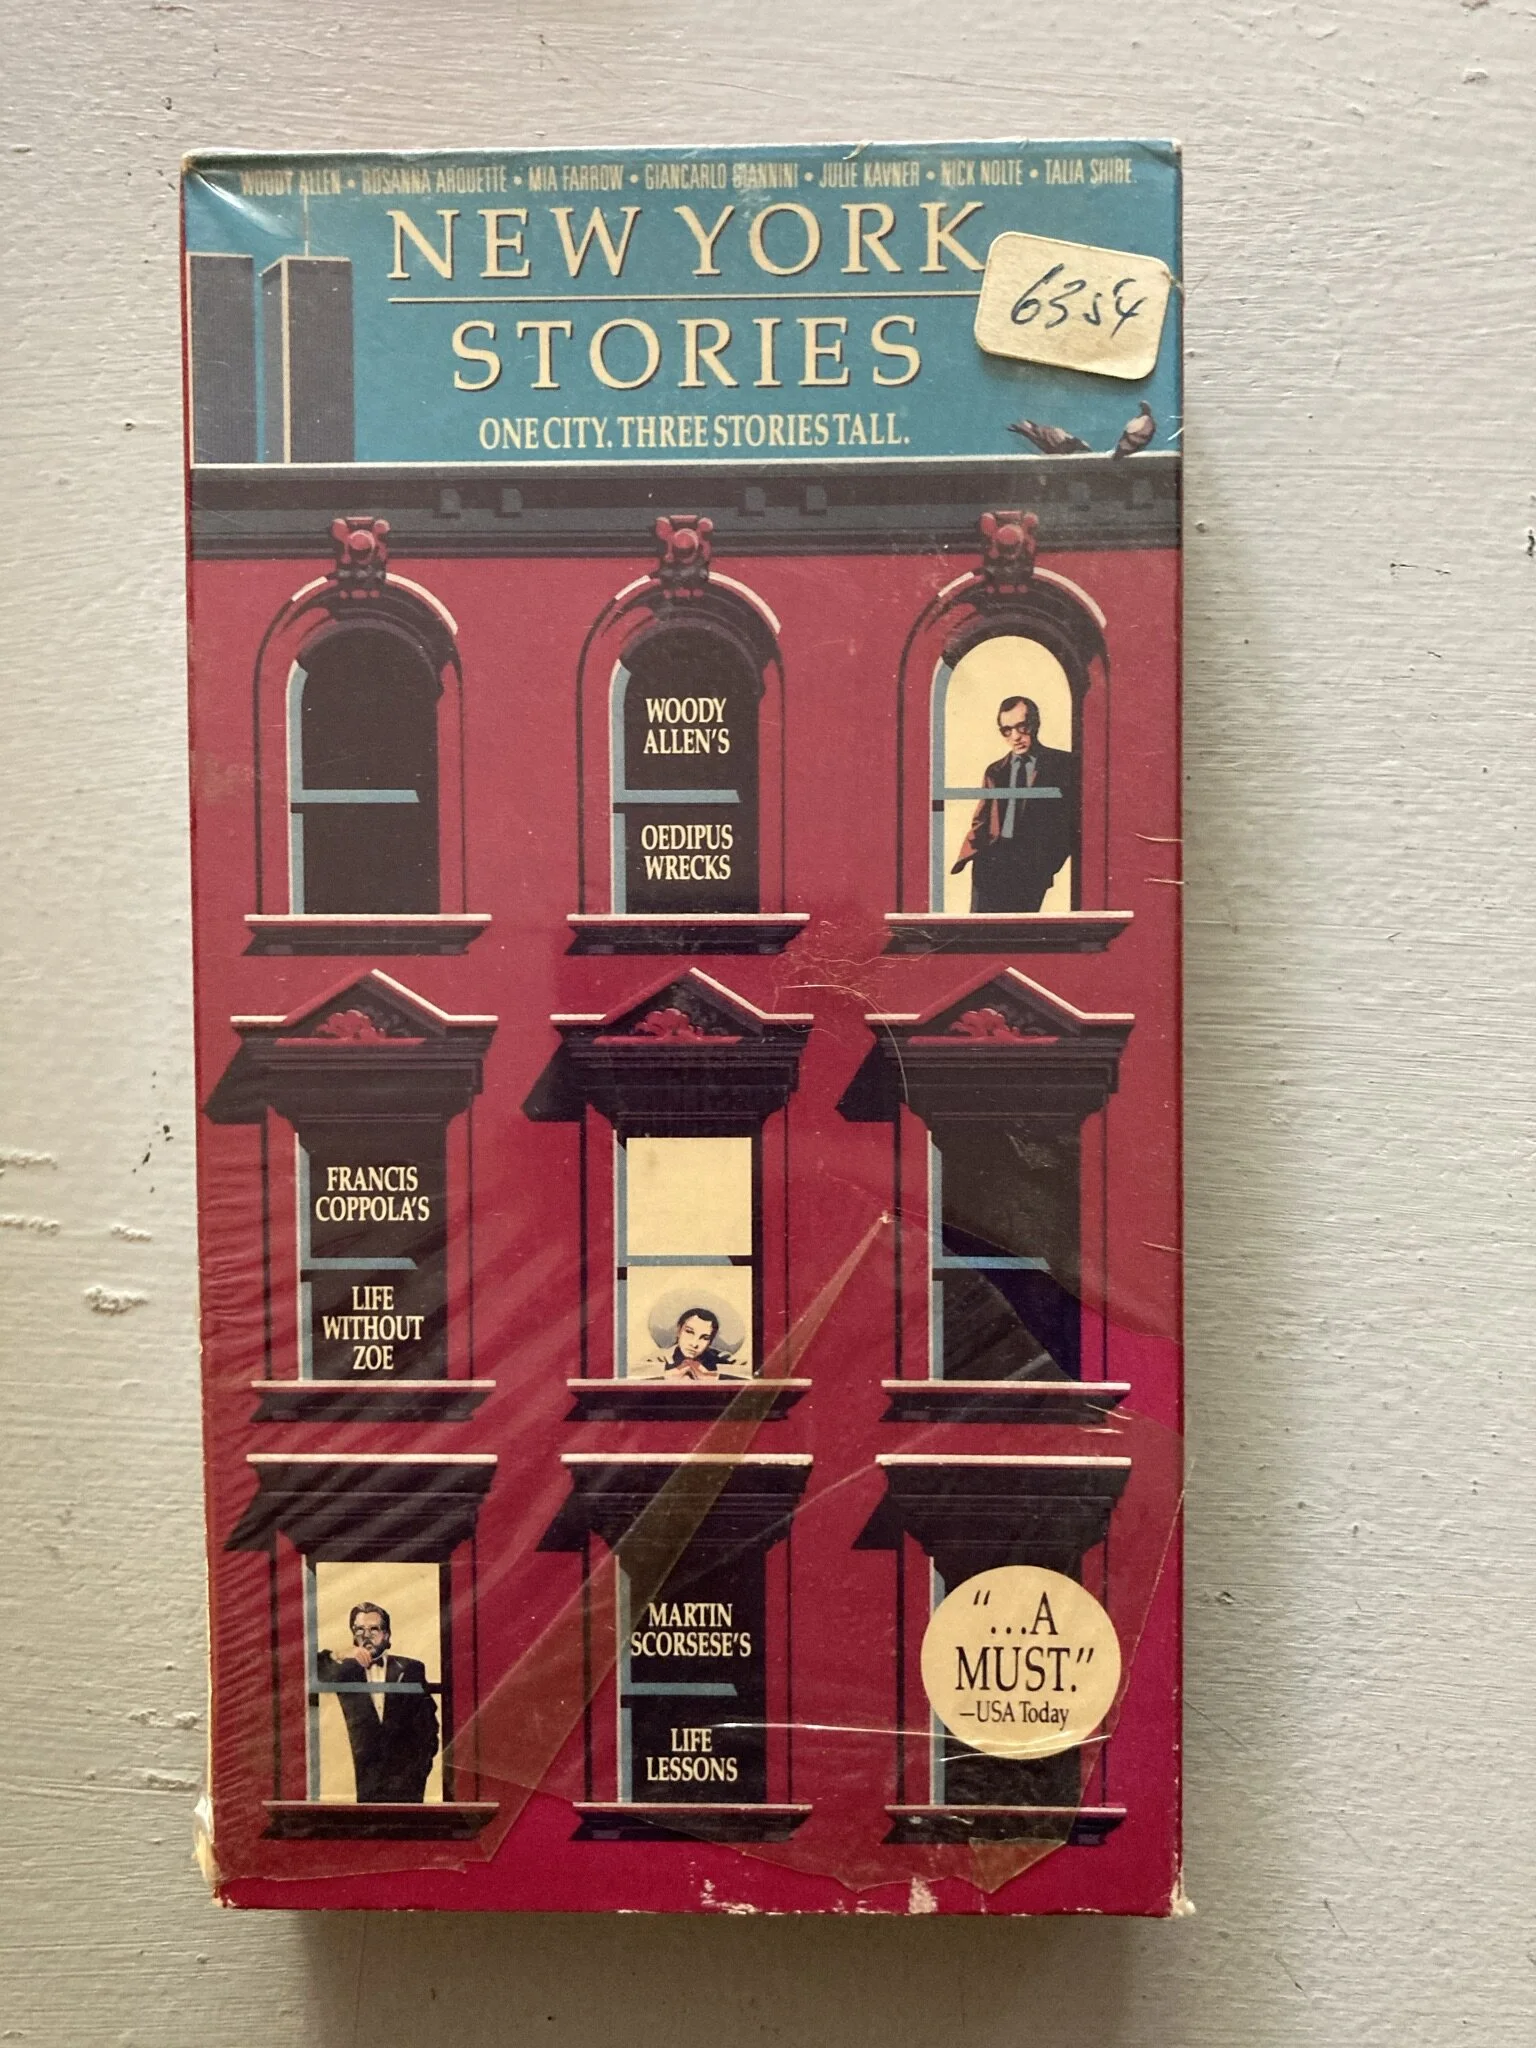 WOODY ALLEN • ROSANNA ARQUETTE • MIA FARROW • GIANCARLO GIANNINI • JULIE KAVNER • NICK NOLTE • TALIA SHIRE
NEW YORK
STORIES
6354
ONE CITY. THREE STORIES TALL.
WOODY
ALLEN'S
OEDIPUS
WRECKS
FRANCIS
COPPOLA'S
LIFE
WITHOUT
ZOE
MARTIN
SCORSESE'S
LIFE
LESSONS
"...A
MUST."
–USA Today